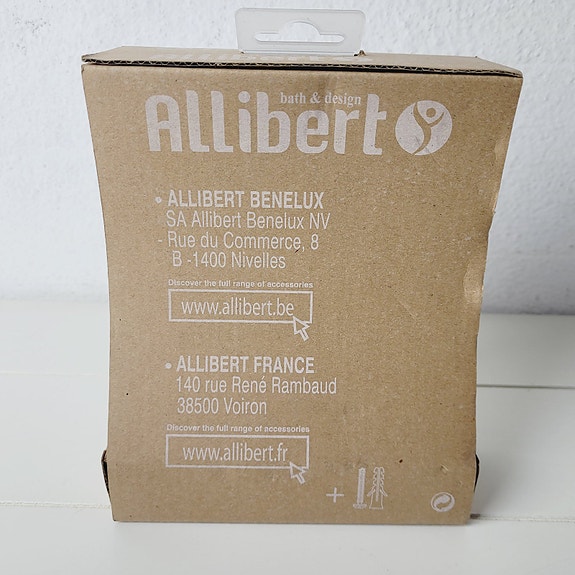 bath & design
Allibert
• ALLIBERT BENELUX
SA Allibert Benelux NV
- Rue du Commerce, 8
B -1400 Nivelles
Discover the full range of accessories
www.allibert.be
• ALLIBERT FRANCE
140 rue René Rambaud
38500 Voiron
Discover the full range of accessories
www.allibert.fr
+